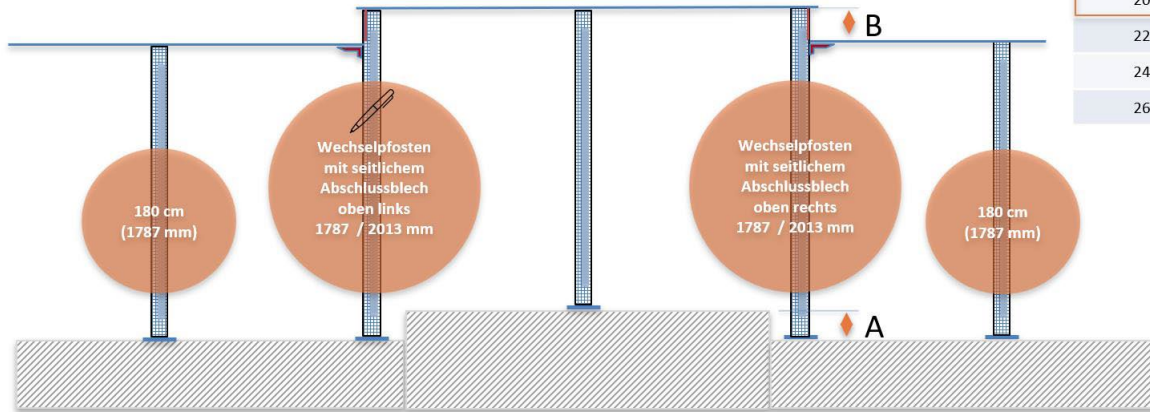 20
B
22
24
26
Wechselpfosten
mit seitlichem
Abschlussblech
oben links
1787 / 2013 mm
Wechselpfosten
mit seitlichem
Abschlussblech
oben rechts
1787 / 2013 mm
180 cm
(1787 mm)
180 cm
(1787 mm)
A